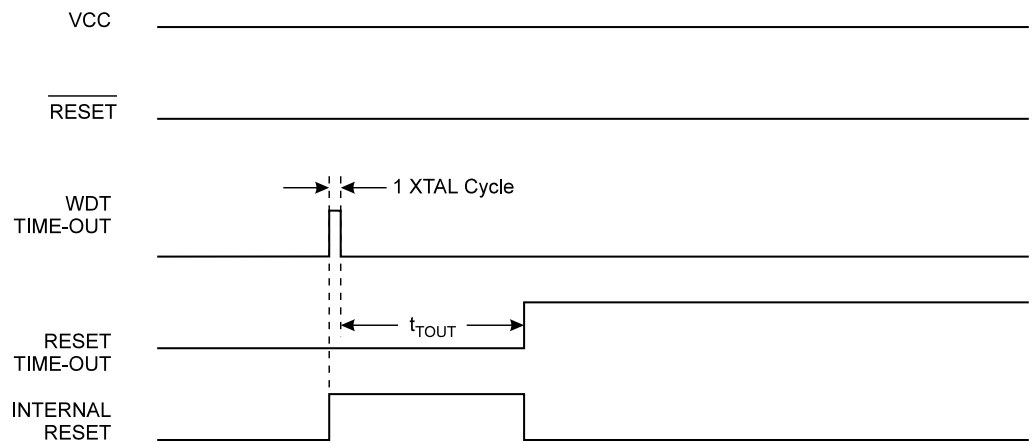 VCC
RESET
1 XTAL Cycle
WDT
TIME-OUT
tTOUT
RESET
TIME-OUT
INTERNAL
RESET